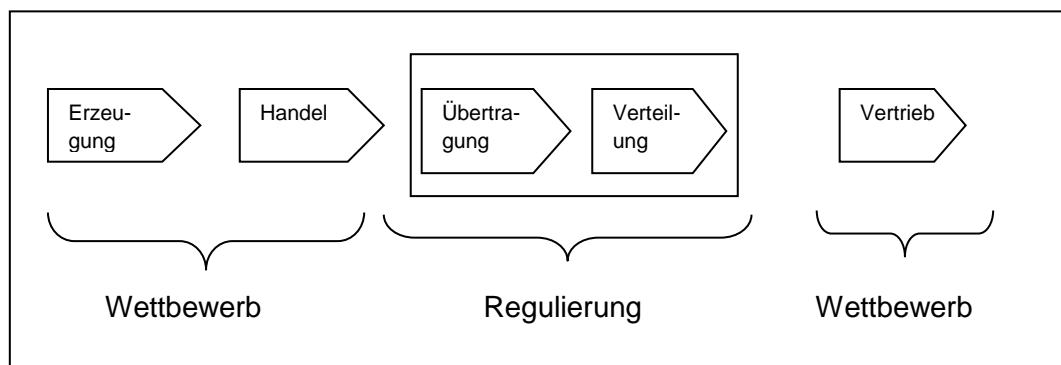 Erzeu-
gung
Handel
Übertra-
gung
Verteil-
ung
Vertrieb
Wettbewerb
Regulierung
Wettbewerb